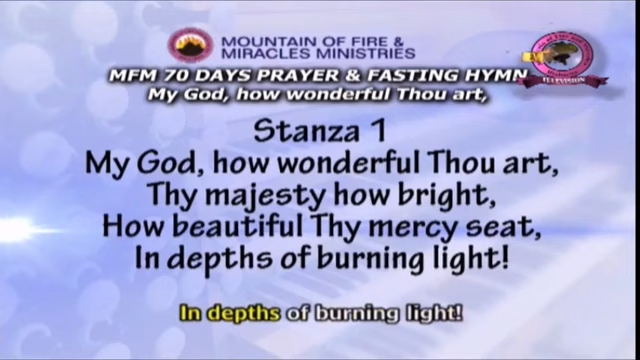 MOUNTAIN OF FIRE &
MIRACLES MINISTRIES
MFM 70 DAYS PRAYER & FASTING HYMN
My God, how wonderful Thou art,
TELEVISION
Stanza 1
My God, how wonderful Thou art,
Thy majesty how bright,
How beautiful Thy mercy seat,
In depths of burning light!
In depths of burning light!